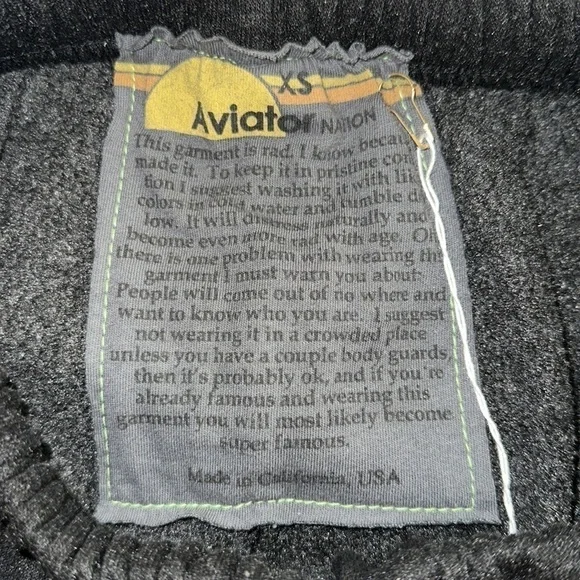 XS
Aviator NATION
This garment is rad. I know becau
made it. To keep it in pristine con
tion I suggest washing it with li
colors in cold water and tumble d
low. It will distress naturally and
become even more rad with age. Oh
there is one problem with wearing th
garment I must warn you about:
People will come out of no where and
want to know who you are. I suggest
not wearing it in a crowded place
unless you have a couple body guards,
then it's probably ok, and if you're
already famous and wearing this
garment you will most likely become
super famous.
Made in California, USA